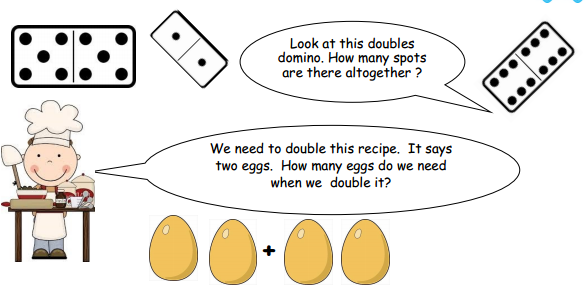 Look at this doubles
domino. How many spots
are there altogether ?
We need to double this recipe. It says
two eggs. How many eggs do we need
when we double it?
+